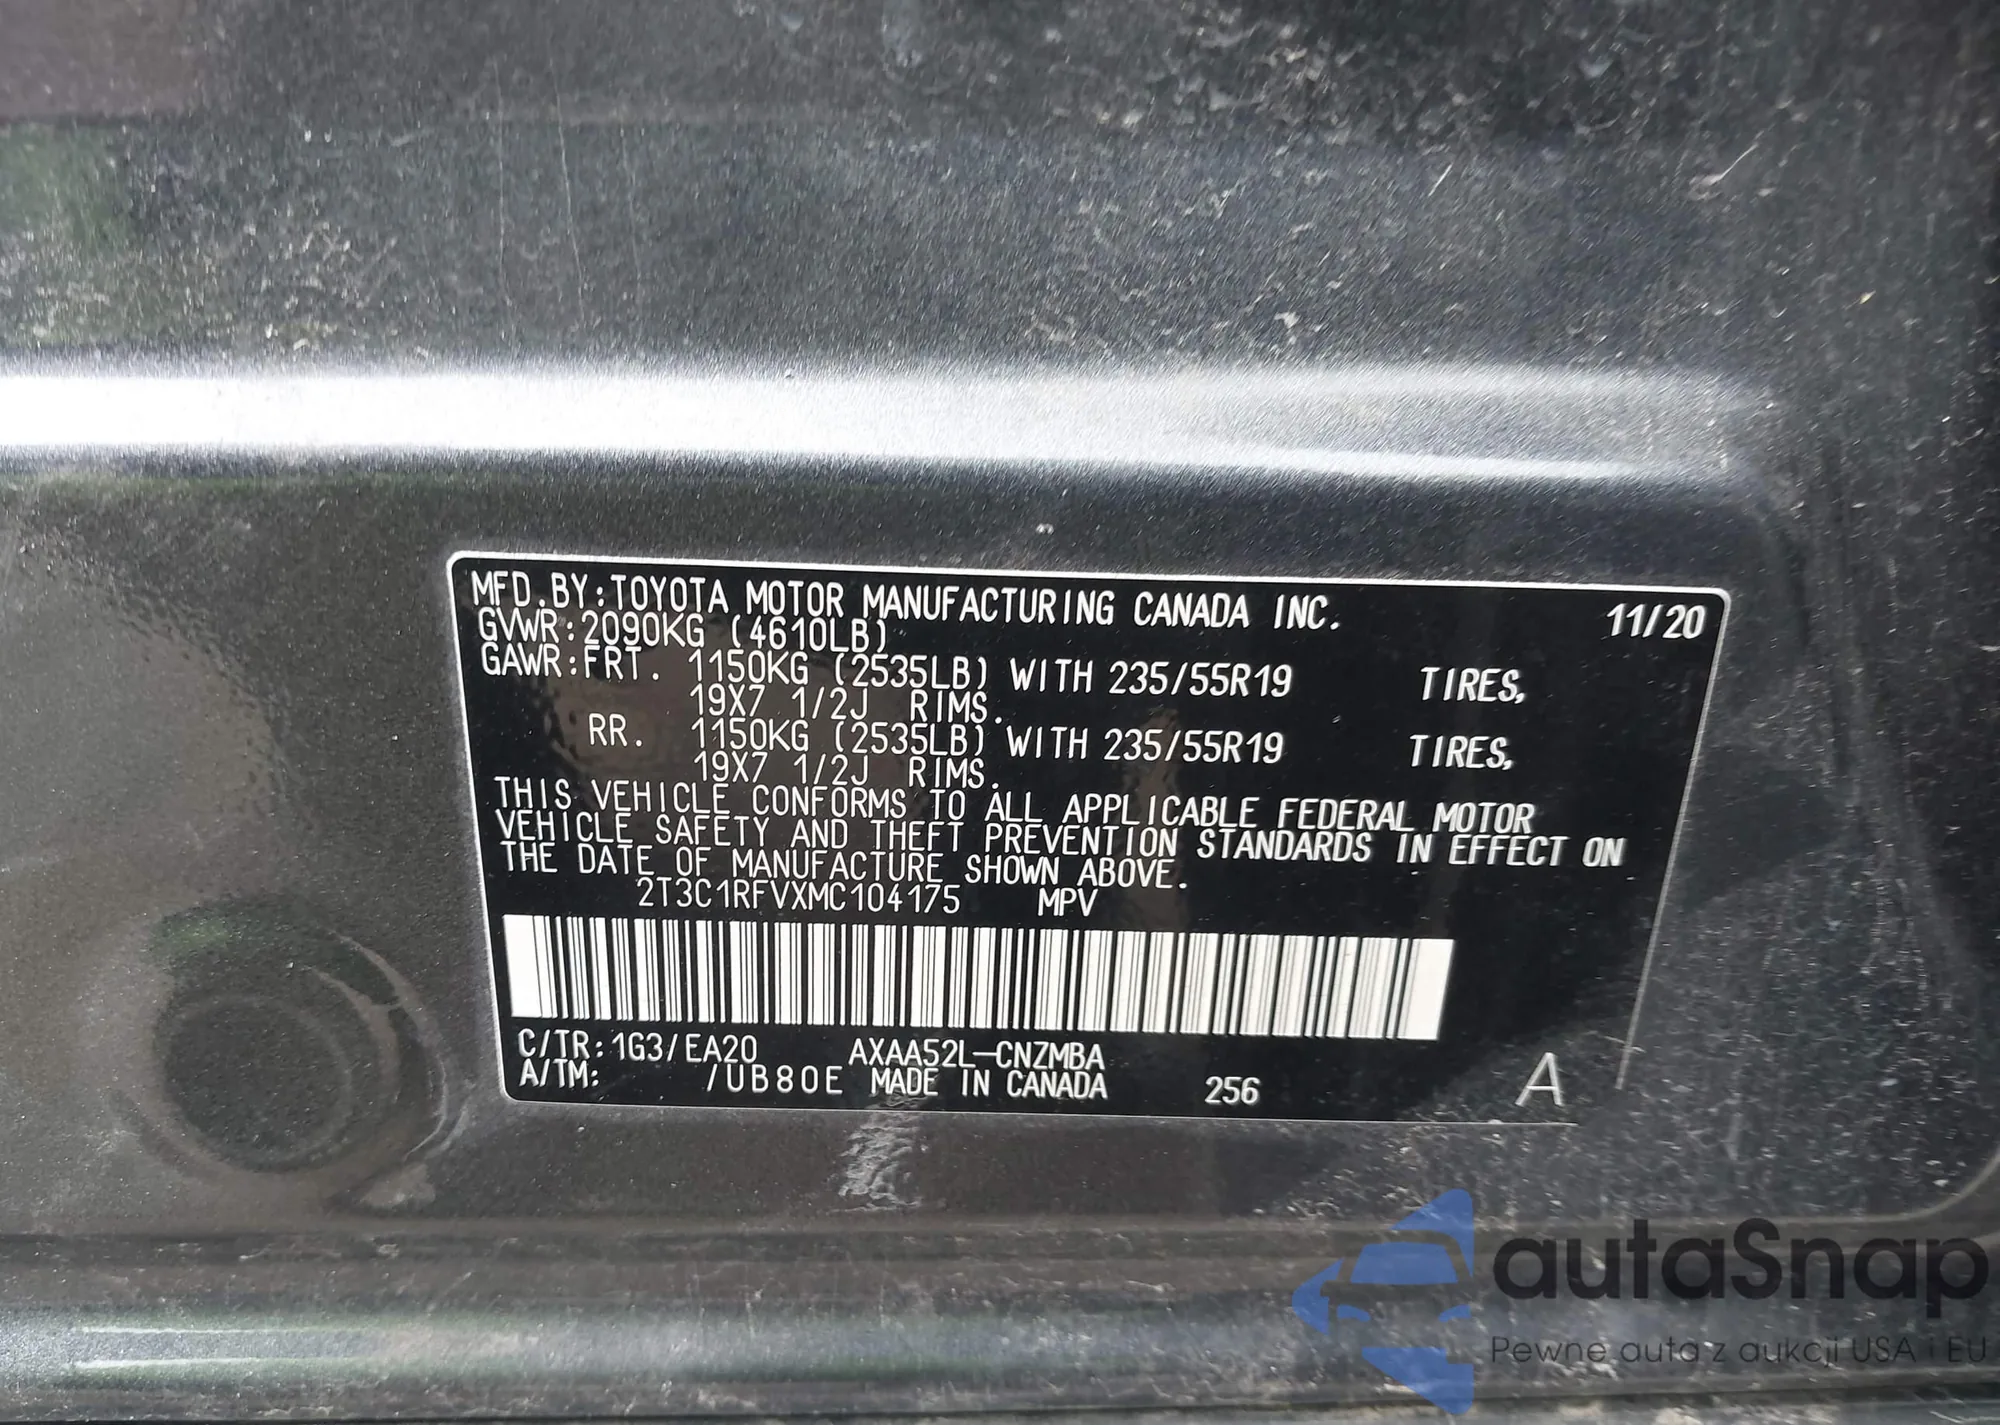 MFD.BY:TOYOTA MOTOR MANUFACTURING CANADA INC. 11/20
GVWR:2090KG (4610LB)
GAWR:FRT. 1150KG (2535LB) WITH 235/55R19 TIRES,
19X7 1/2J RIMS.
RR. 1150KG (2535LB) WITH 235/55R19 TIRES,
19X7 1/2J RIMS.
THIS VEHICLE CONFORMS TO ALL APPLICABLE FEDERAL MOTOR
VEHICLE SAFETY AND THEFT PREVENTION STANDARDS IN EFFECT ON
THE DATE OF MANUFACTURE SHOWN ABOVE.
2T3C1RFVXMC104175 MPV
C/TR:1G3/EA20 AXAA52L-CNZMBA
A/TM: /UB80E MADE IN CANADA 256 A
autaSnap
Pewne auta z aukcji USA i EU